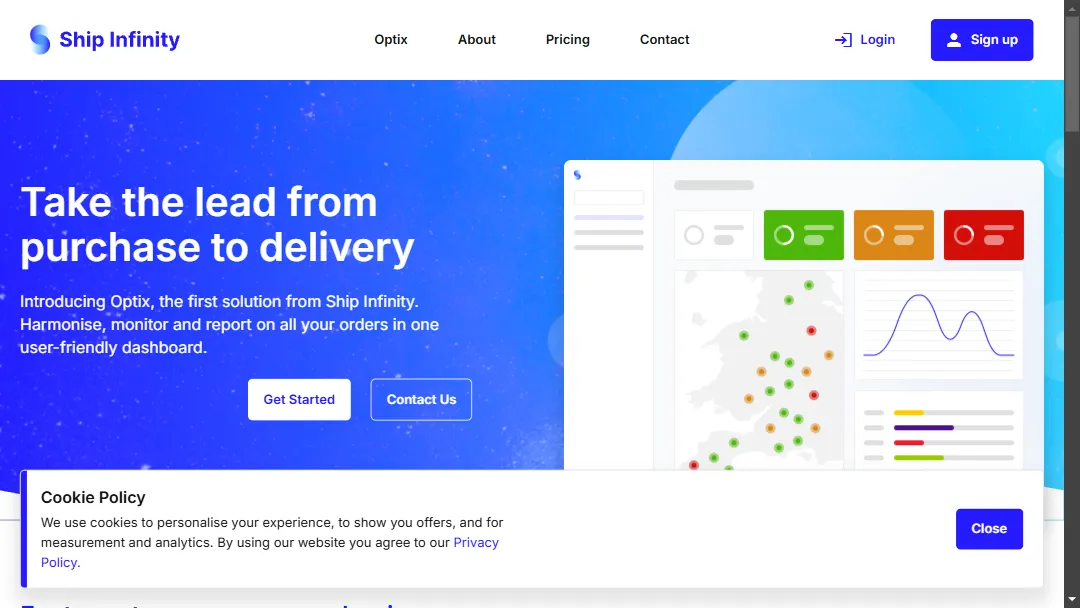 Ship Infinity
Optix
About
Pricing
Contact
Login
Sign up
Take the lead from
purchase to delivery
Introducing Optix, the first solution from Ship Infinity.
Harmonise, monitor and report on all your orders in one
user-friendly dashboard.
Get Started
Contact Us
Cookie Policy
We use cookies to personalise your experience, to show you offers, and for
measurement and analytics. By using our website you agree to our Privacy
Policy.
Close